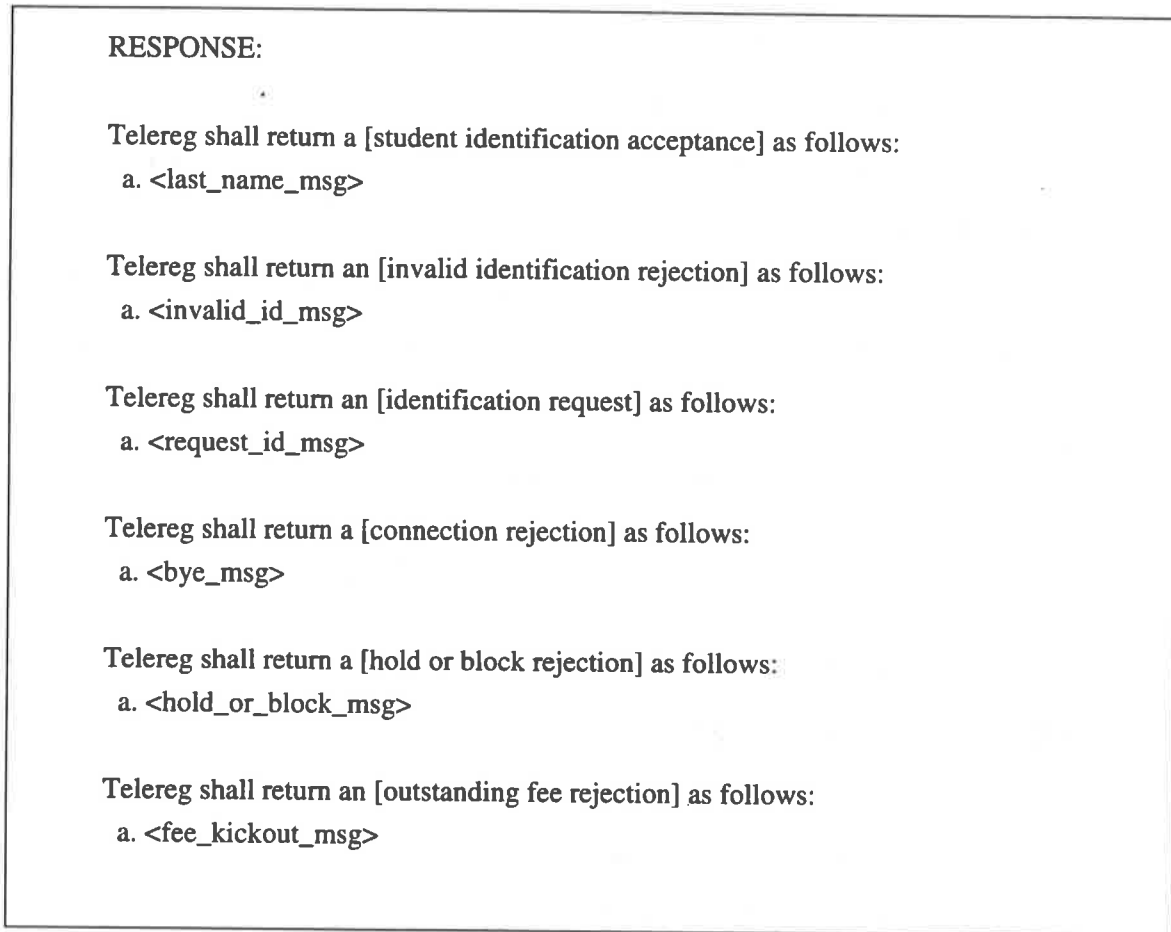 RESPONSE:
Telereg shall return a [student identification acceptance] as follows:
a. <last_name_msg>
Telereg shall return an [invalid identification rejection] as follows:
a. <invalid_id_msg>
Telereg shall return an [identification request] as follows:
a. <request_id_msg>
Telereg shall return a [connection rejection] as follows:
a. <bye_msg>
Telereg shall return a [hold or block rejection] as follows:
a. <hold_or_block_msg>
Telereg shall return an [outstanding fee rejection] as follows:
a. <fee_kickout_msg>